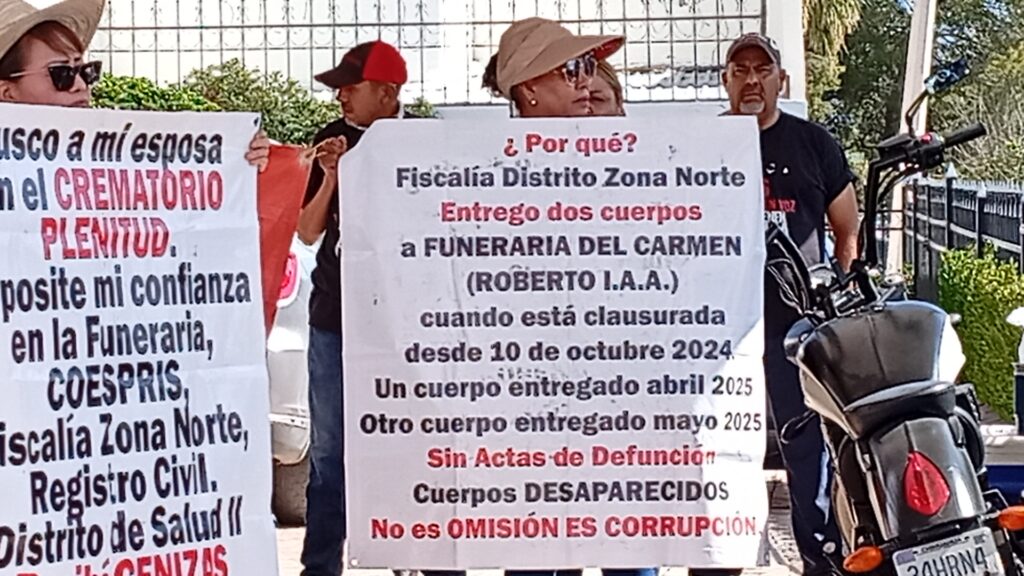 usco a mi esposa
n el CREMATORIO
PLENITUD.
posite mi confianza
en la Funeraria,
COESPRIS,
iscalía Zona Norte,
Registro Civil.
Distrito de Salud II
CENIZAS
¿ Por qué?
Fiscalía Distrito Zona Norte
Entrego dos cuerpos
a FUNERARIA DEL CARMEN
(ROBERTO I.A.A.)
cuando está clausurada
desde 10 de octubre 2024
Un cuerpo entregado abril 2025
Otro cuerpo entregado mayo 2025
Sin Actas de Defunción
Cuerpos DESAPARECIDOS
No es OMISIÓN ES CORRUPCIÓN.
VOZ
34HRN4